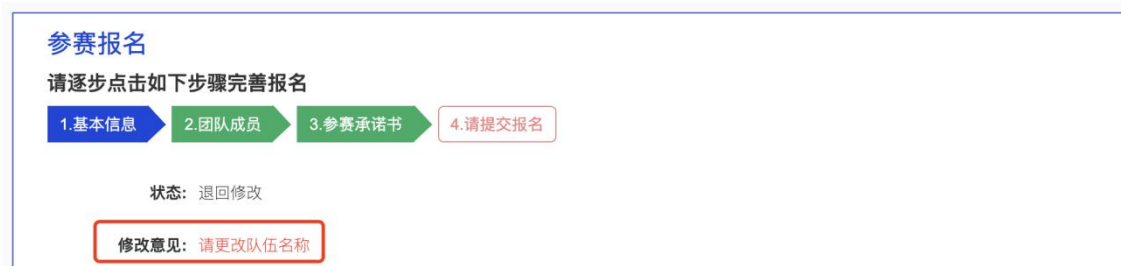 参赛报名
请逐步点击如下步骤完善报名
1.基本信息 2.团队成员 3.参赛承诺书 4.请提交报名
状态: 退回修改
修改意见: 请更改队伍名称